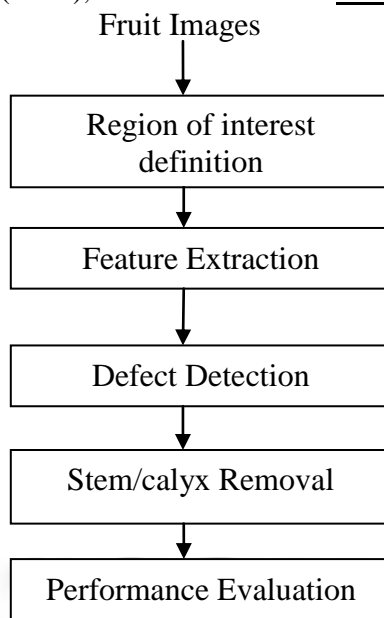 Fruit Images
Region of interest
definition
Feature Extraction
Defect Detection
Stem/calyx Removal
Performance Evaluation